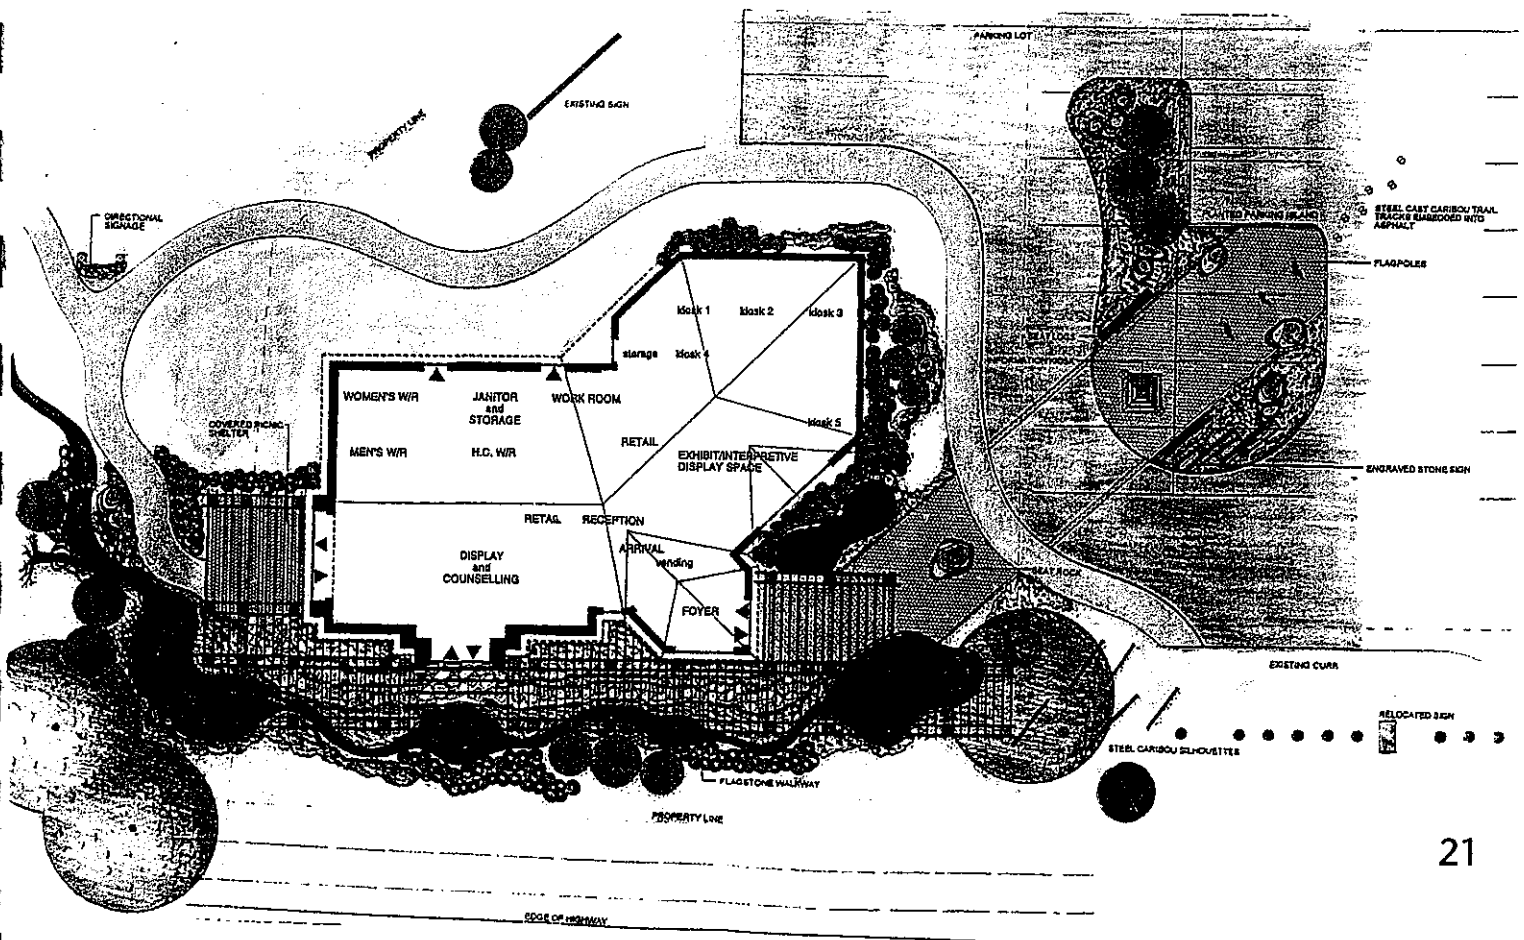 PARKING LOT
EXISTING SIGN
PROPERTY LINE
DIRECTIONAL
SIGNAGE
STEEL CAST CARIBOU TRAIL
TRACKS EMBEDDED INTO
ASPHALT
PLANTED PARKING ISLAND
FLAGPOLES
kiosk 1
kiosk 2
kiosk 3
storage
kiosk 4
WOMEN'S W/R
JANITOR
and
STORAGE
WORK ROOM
COVERED PICNIC
SHELTER
kiosk 5
RETAIL
MEN'S W/R
H.C. W/R
EXHIBIT/INTERPRETIVE
DISPLAY SPACE
ENGRAVED STONE SIGN
RETAIL
RECEPTION
ARRIVAL
vending
DISPLAY
and
COUNSELLING
SEAT ROCK
FOYER
EXISTING CURB
RELOCATED SIGN
STEEL CARIBOU SILHOUETTES
FLAGSTONE WALKWAY
PROPERTY LINE
21
EDGE OF HIGHWAY